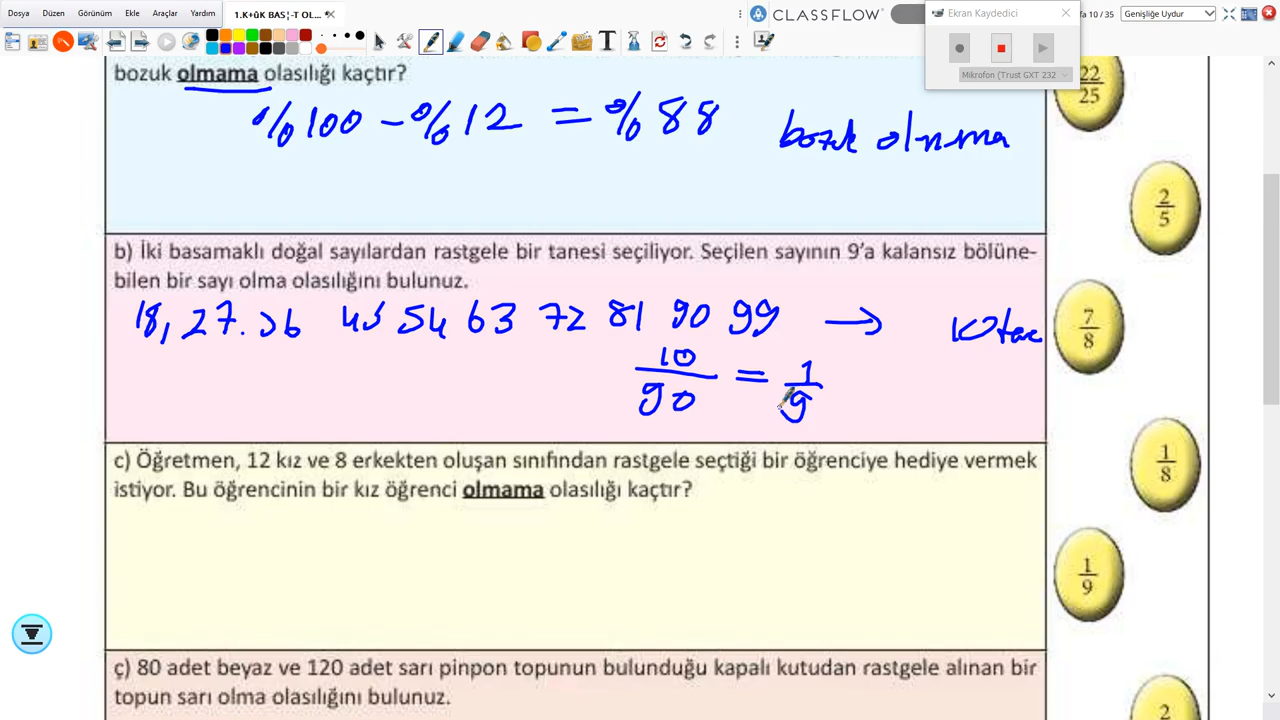 Dosya Düzen Görünüm Ekle Araçlar Yardım
1.K+ûK BAS¦-T OL...
CLASSFLOW
Ekran Kaydedici
Mikrofon (Trust GXT 232
10 / 35
Genişliğe Uydur
bozuk olmama olasılığı kaçtır?
%100 - %12 = %88 bozuk olmama
b) İki basamaklı doğal sayılardan rastgele bir tanesi seçiliyor. Seçilen sayının 9'a kalansız bölüne-
bilen bir sayı olma olasılığını bulunuz.
18, 27. 36 45 54 63 72 81 90 99 →
10/90 = 1/9
c) Öğretmen, 12 kız ve 8 erkekten oluşan sınıfından rastgele seçtiği bir öğrenciye hediye vermek
istiyor. Bu öğrencinin bir kız öğrenci olmama olasılığı kaçtır?
ç) 80 adet beyaz ve 120 adet sarı pinpon topunun bulunduğu kapalı kutudan rastgele alınan bir
topun sarı olma olasılığını bulunuz.
22/25
2/5
7/8
1/8
1/9
2